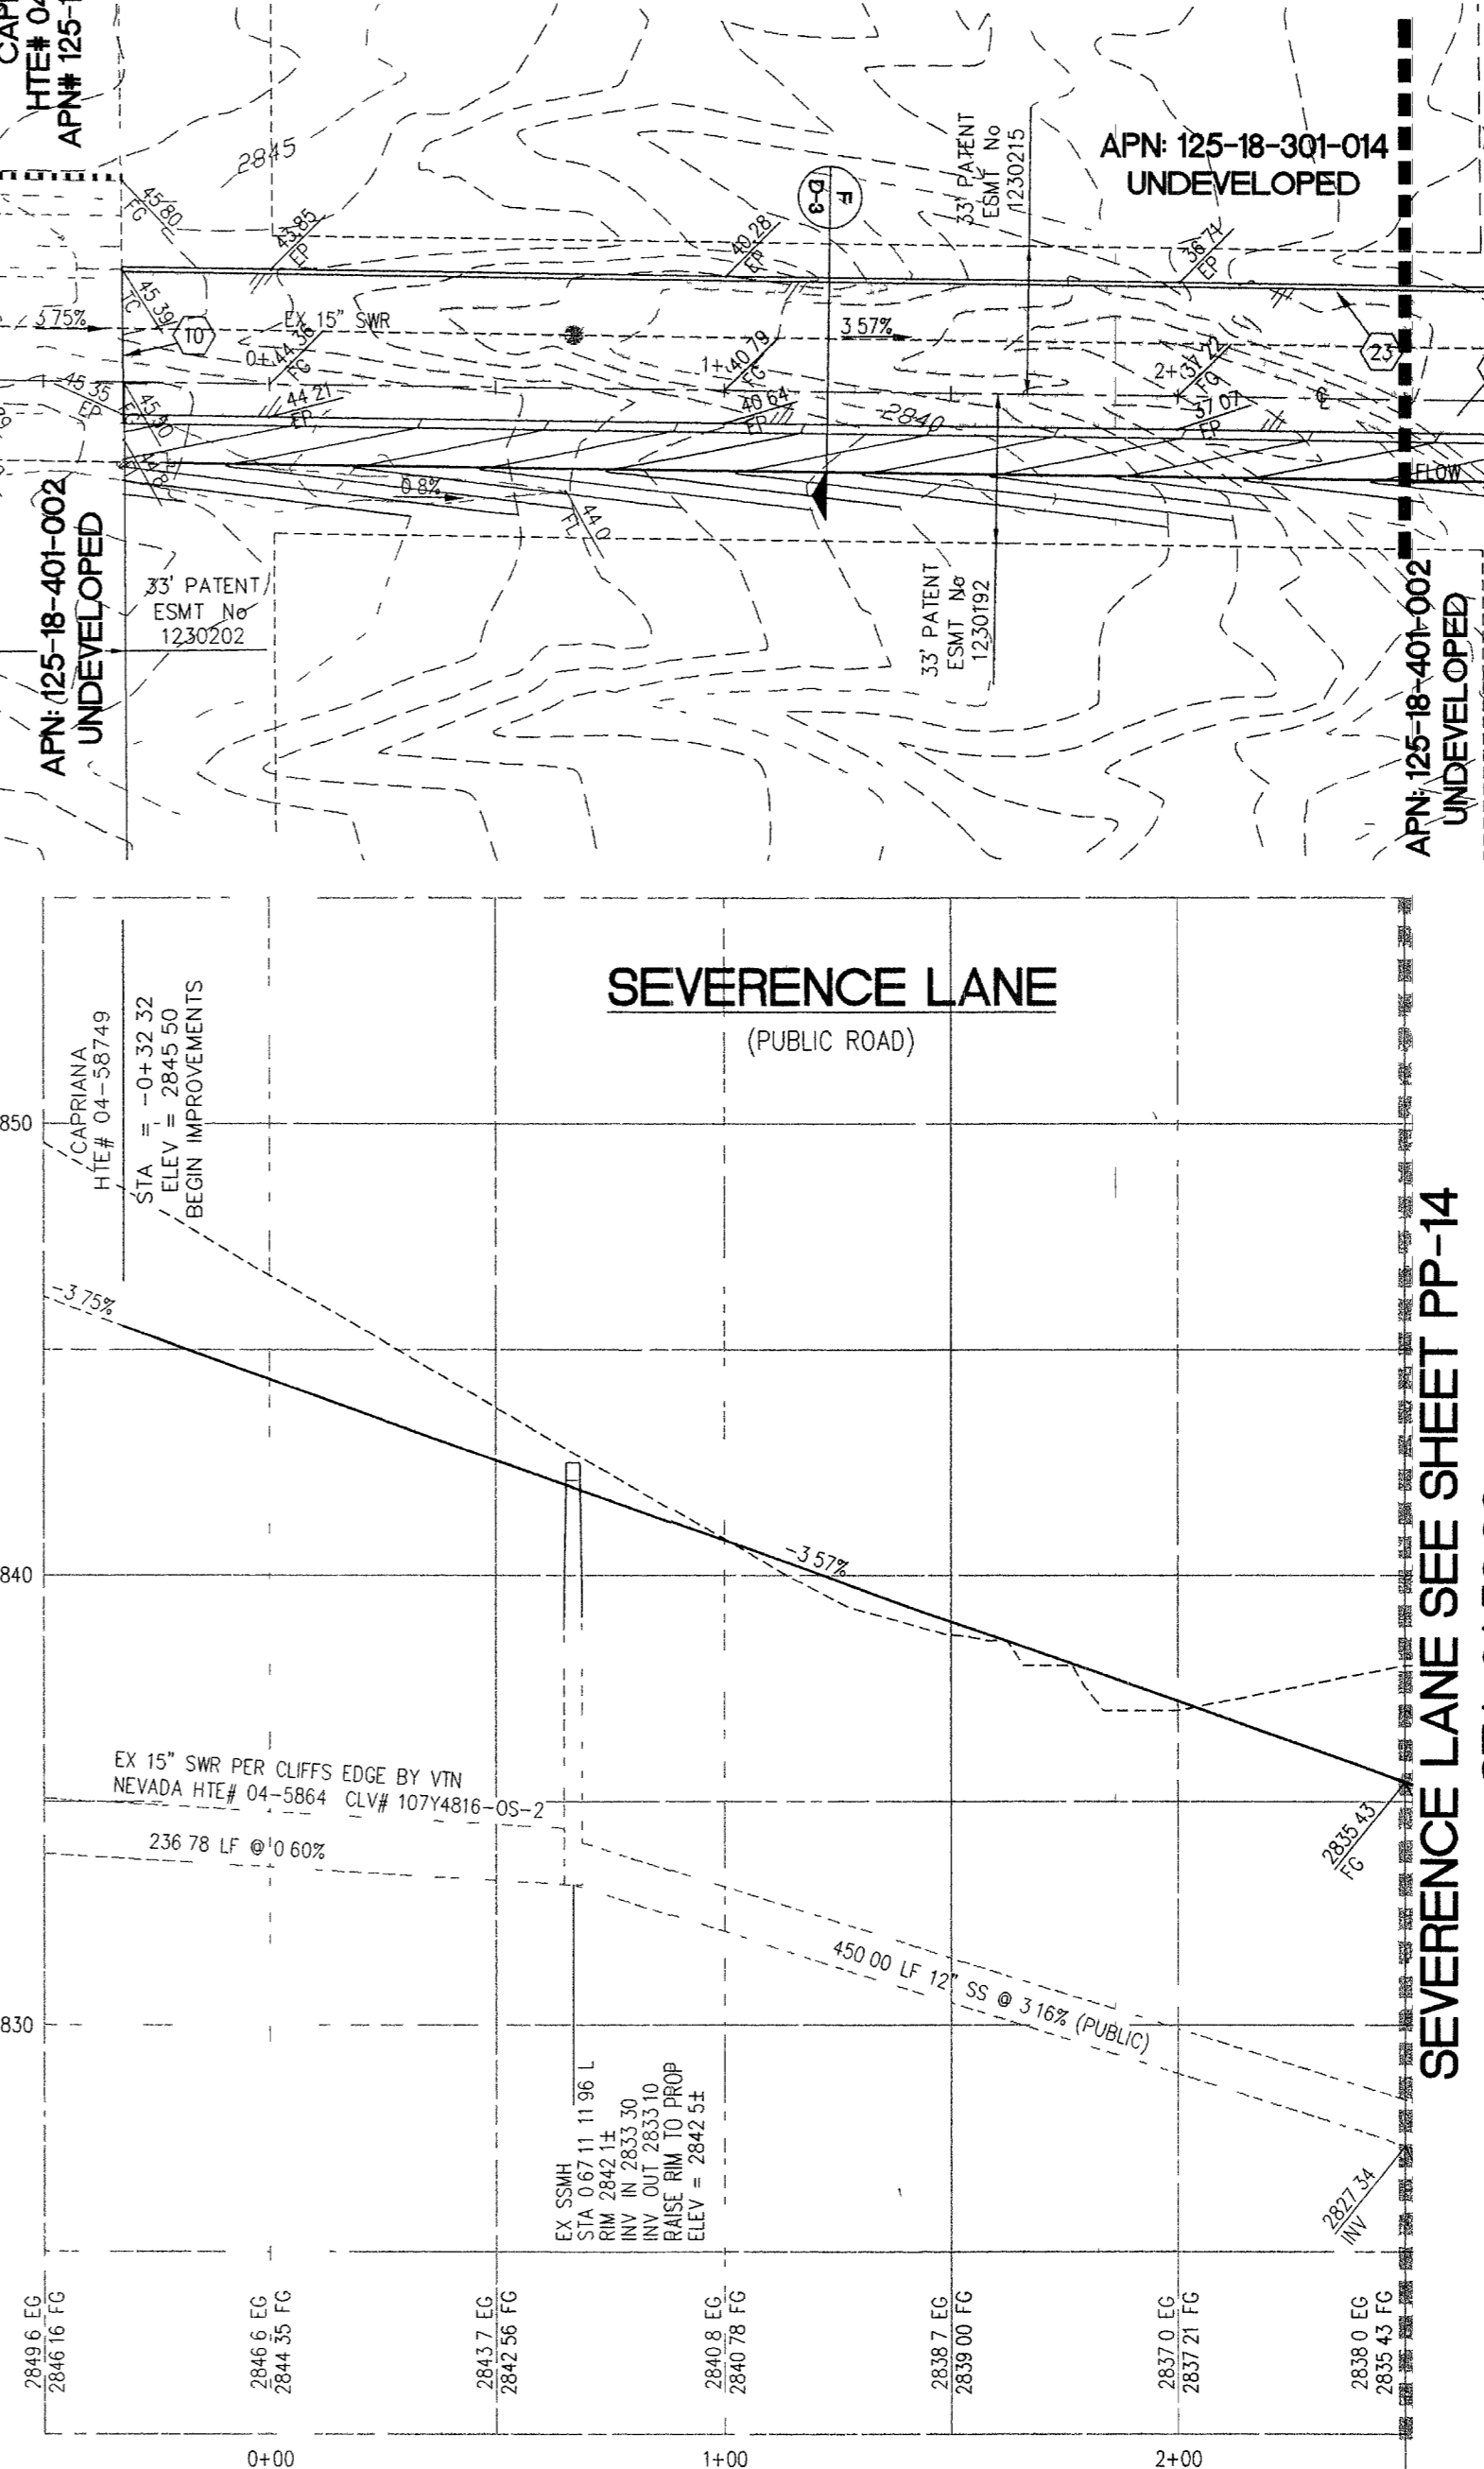 HTE# 04
APN# 125-1
2845
45.80
FG
43.85
EP
F
D-3
40.28
EP
33' PATENT
ESMT No
1230215
APN: 125-18-301-014
UNDEVELOPED
36 71
EP
45.39
TC
10
EX 15" SWR
3 57%
23
0+
44.36
FG
1+
40 79
FG
2+
37 22
FG
45.35
EP
44 21
EP
40 64
EP
2840
37 07
EP
0 8%
44.0
FL
FLOW
APN: 125-18-401-002
UNDEVELOPED
33' PATENT
ESMT No
1230202
33' PATENT
ESMT No
1230192
APN: 125-18-401-002
UNDEVELOPED
SEVERENCE LANE
(PUBLIC ROAD)
CAPRIANA
HTE# 04-58749
STA = -0+32 32
ELEV = 2845 50
BEGIN IMPROVEMENTS
850
-3 75%
840
-3 57%
EX 15" SWR PER CLIFFS EDGE BY VTN
NEVADA HTE# 04-5864 CLV# 107Y4816-OS-2
236 78 LF @ 0 60%
2835 43
FG
450 00 LF 12" SS @ 3 16% (PUBLIC)
830
EX SSMH
STA 0 67 11 11 96 L
RIM 2842 1±
INV IN 2833 30
INV OUT 2833 10
RAISE RIM TO PROP
ELEV = 2842 5±
2827 34
INV
SEVERENCE LANE SEE SHEET PP-14
2849 6 EG
2846 16 FG
2846 6 EG
2844 35 FG
2843 7 EG
2842 56 FG
2840 8 EG
2840 78 FG
2838 7 EG
2839 00 FG
2837 0 EG
2837 21 FG
2838 0 EG
2835 43 FG
0+00
1+00
2+00